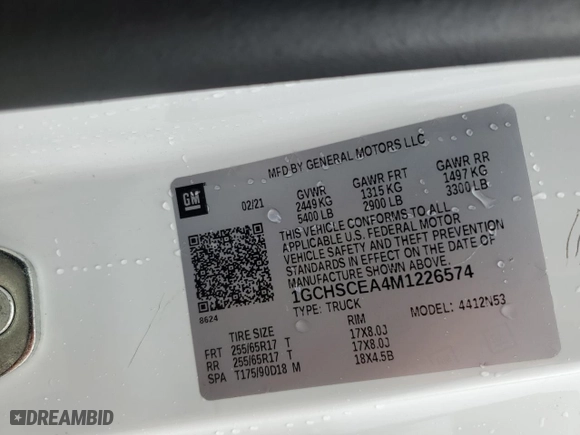 MFD BY GENERAL MOTORS LLC
GM
02/21
GVWR GAWR FRT GAWR RR
2449 KG 1315 KG 1497 KG
5400 LB 2900 LB 3300 LB
THIS VEHICLE CONFORMS TO ALL
APPLICABLE U.S. FEDERAL MOTOR
VEHICLE SAFETY AND THEFT PREVENTION
STANDARDS IN EFFECT ON THE DATE OF
MANUFACTURE SHOWN ABOVE.
1GCHSCEA4M1226574
8624
TYPE: TRUCK MODEL: 4412N53
TIRE SIZE RIM
FRT 255/65R17 T 17X8.0J
RR 255/65R17 T 17X8.0J
SPA T175/90D18 M 18X4.5B
DREAMBID